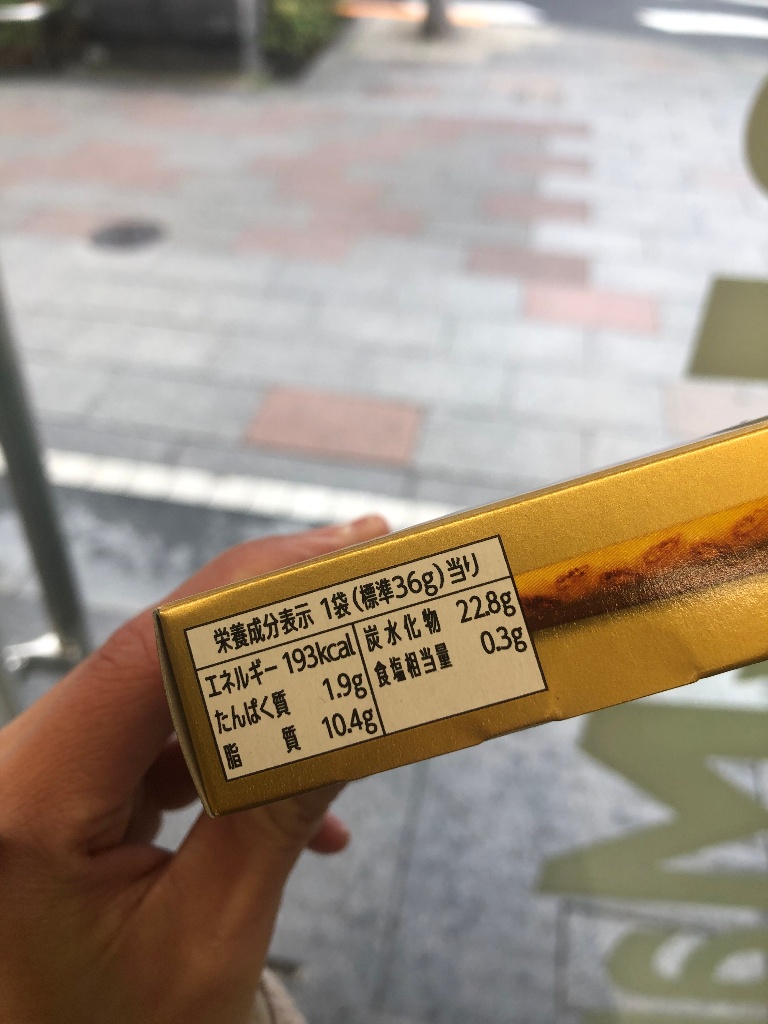 栄養成分表示 1袋(標準36g)当り
エネルギー 193kcal
たんぱく質 1.9g
脂質 10.4g
炭水化物 22.8g
食塩相当量 0.3g